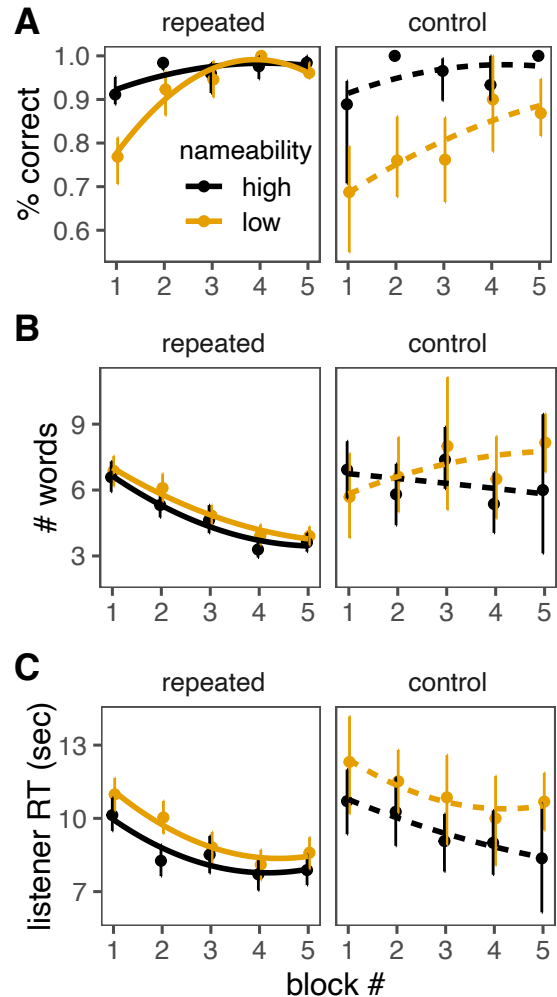 A
repeated control
% correct
1.0
0.9
0.8
0.7
0.6
nameability
high
low
1 2 3 4 5 1 2 3 4 5
B
repeated control
# words
9
6
3
1 2 3 4 5 1 2 3 4 5
C
repeated control
listener RT (sec)
13
10
7
1 2 3 4 5 1 2 3 4 5
block #